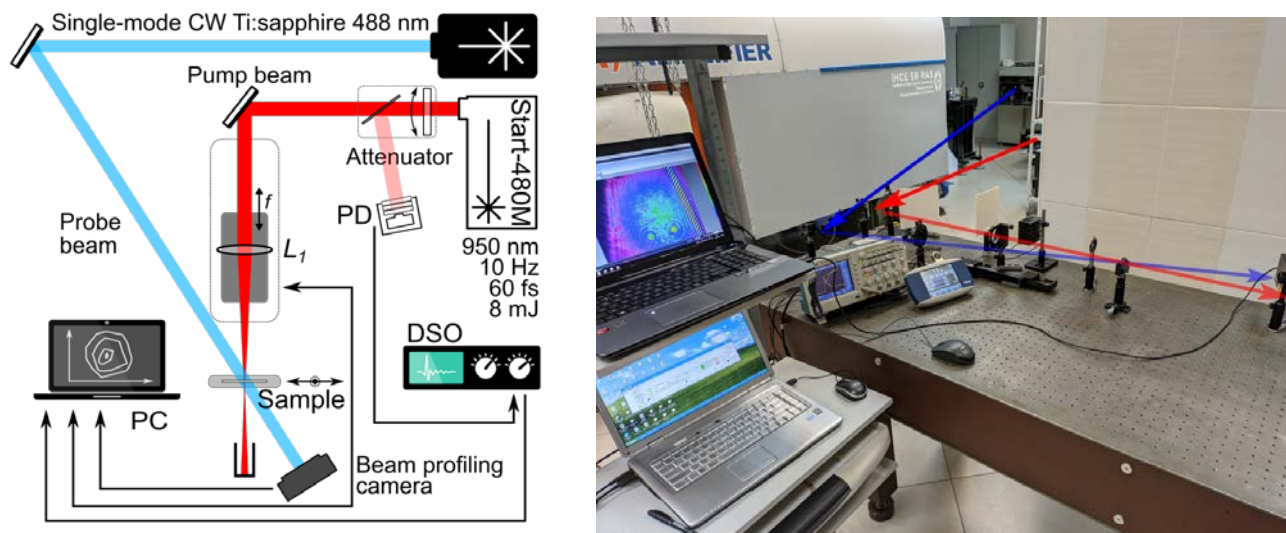 Single-mode CW Ti:sapphire 488 nm
Pump beam
Attenuator
Start-480M
PD
950 nm
10 Hz
60 fs
8 mJ
Probe
beam
f
L1
DSO
Sample
PC
Beam profiling
camera
IHCE SB RAS